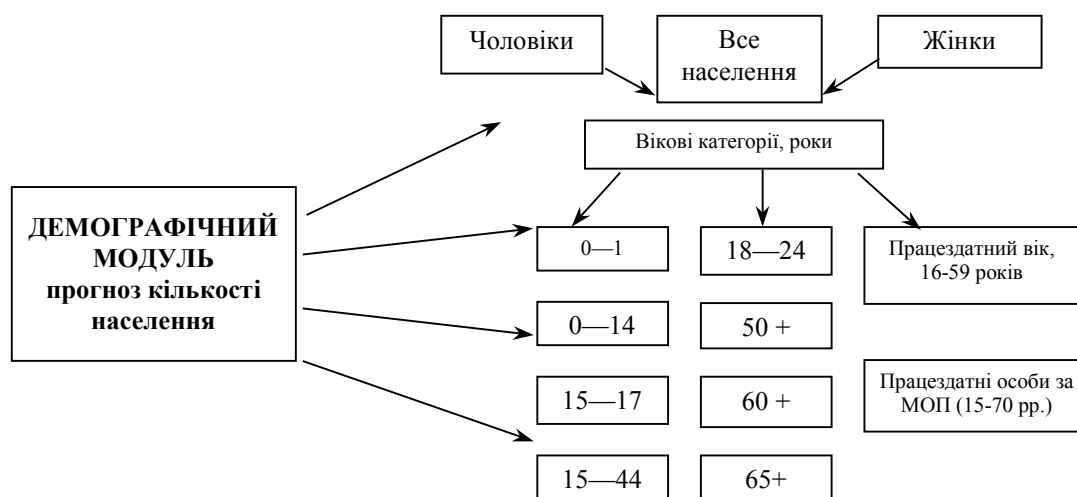 Чоловіки
Все
населення
Жінки
Вікові категорії, роки
ДЕМОГРАФІЧНИЙ
МОДУЛЬ
прогноз кількості
населення
0—1
18—24
Працездатний вік,
16-59 років
0—14
50 +
15—17
60 +
Працездатні особи за
МОП (15-70 рр.)
15—44
65+